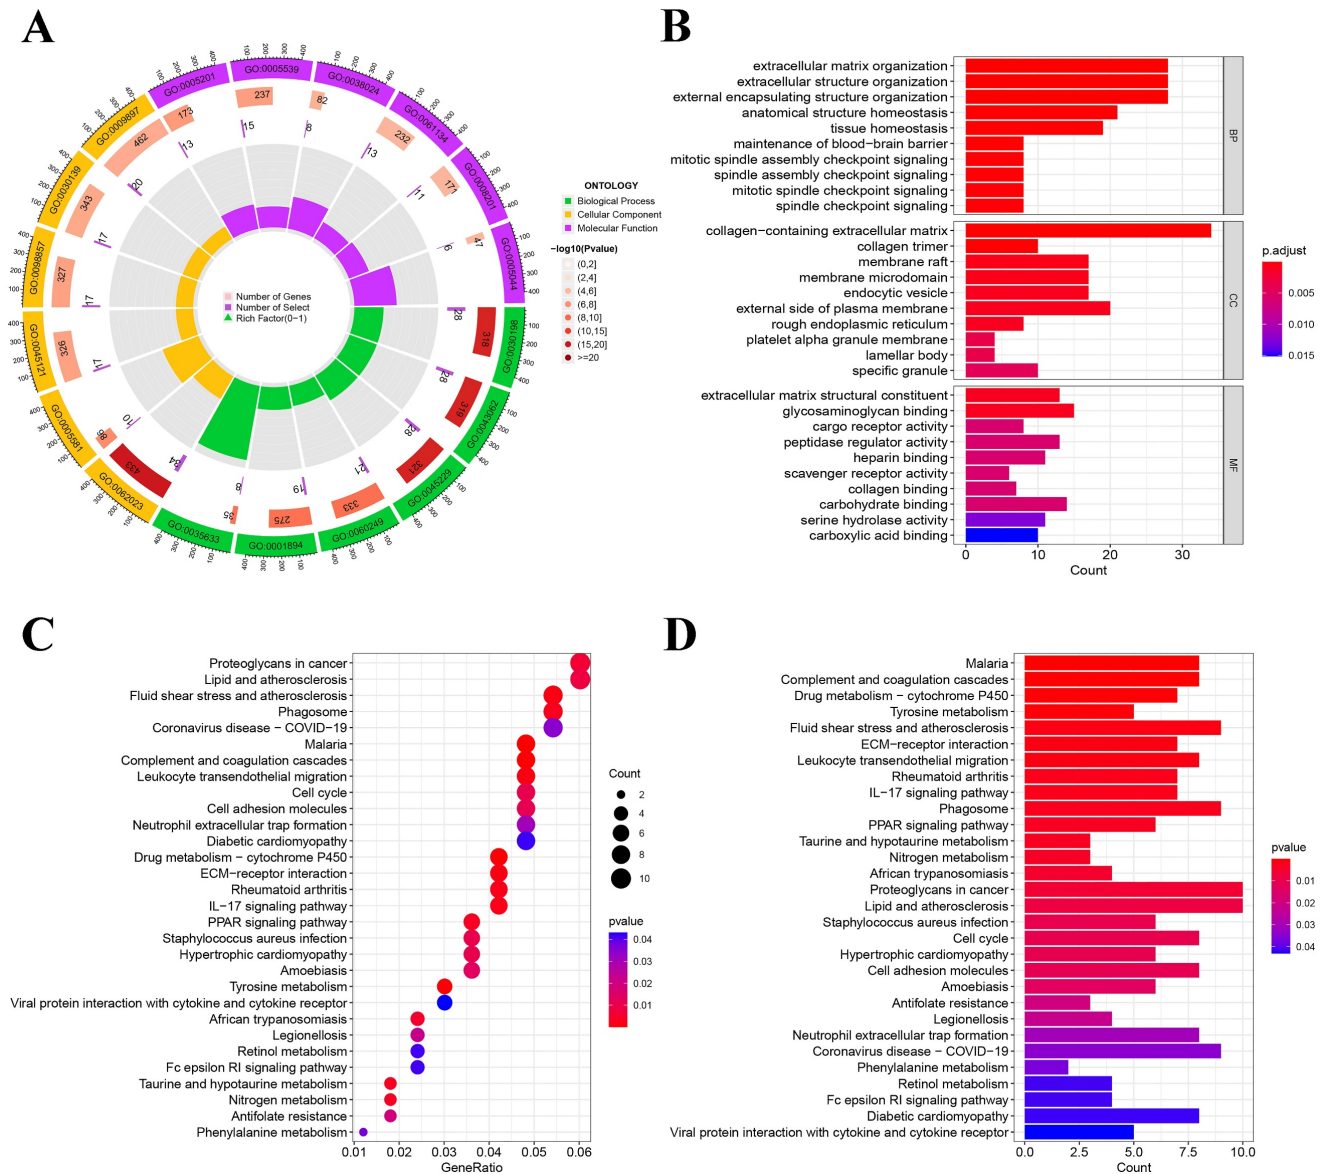 A
GO:0005201
GO:0005539
GO:0038024
GO:0061134
GO:0008201
GO:0005044
GO:0030198
GO:0043062
GO:0045229
GO:0060249
GO:0001894
GO:0035633
GO:0062023
GO:0005581
GO:0045121
GO:0098857
GO:0030139
GO:0009897
173
237
82
232
171
47
318
319
321
333
275
85
433
86
326
327
343
462
13
15
8
13
11
6
28
28
28
21
19
8
34
10
17
17
17
20
Number of Genes
Number of Select
Rich Factor(0−1)
ONTOLOGY
Biological Process
Cellular Component
Molecular Function
−log10(Pvalue)
(0,2]
(2,4]
(4,6]
(6,8]
(8,10]
(10,15]
(15,20]
>=20
B
extracellular matrix organization
extracellular structure organization
external encapsulating structure organization
anatomical structure homeostasis
tissue homeostasis
maintenance of blood−brain barrier
mitotic spindle assembly checkpoint signaling
spindle assembly checkpoint signaling
mitotic spindle checkpoint signaling
spindle checkpoint signaling
BP
collagen−containing extracellular matrix
collagen trimer
membrane raft
membrane microdomain
endocytic vesicle
external side of plasma membrane
rough endoplasmic reticulum
platelet alpha granule membrane
lamellar body
specific granule
CC
extracellular matrix structural constituent
glycosaminoglycan binding
cargo receptor activity
peptidase regulator activity
heparin binding
scavenger receptor activity
collagen binding
carbohydrate binding
serine hydrolase activity
carboxylic acid binding
MF
0 10 20 30
Count
p.adjust
0.005
0.010
0.015
C
Proteoglycans in cancer
Lipid and atherosclerosis
Fluid shear stress and atherosclerosis
Phagosome
Coronavirus disease − COVID−19
Malaria
Complement and coagulation cascades
Leukocyte transendothelial migration
Cell cycle
Cell adhesion molecules
Neutrophil extracellular trap formation
Diabetic cardiomyopathy
Drug metabolism − cytochrome P450
ECM−receptor interaction
Rheumatoid arthritis
IL−17 signaling pathway
PPAR signaling pathway
Staphylococcus aureus infection
Hypertrophic cardiomyopathy
Amoebiasis
Tyrosine metabolism
Viral protein interaction with cytokine and cytokine receptor
African trypanosomiasis
Legionellosis
Retinol metabolism
Fc epsilon RI signaling pathway
Taurine and hypotaurine metabolism
Nitrogen metabolism
Antifolate resistance
Phenylalanine metabolism
0.01 0.02 0.03 0.04 0.05 0.06
GeneRatio
Count
2
4
6
8
10
pvalue
0.04
0.03
0.02
0.01
D
Malaria
Complement and coagulation cascades
Drug metabolism − cytochrome P450
Tyrosine metabolism
Fluid shear stress and atherosclerosis
ECM−receptor interaction
Leukocyte transendothelial migration
Rheumatoid arthritis
IL−17 signaling pathway
Phagosome
PPAR signaling pathway
Taurine and hypotaurine metabolism
Nitrogen metabolism
African trypanosomiasis
Proteoglycans in cancer
Lipid and atherosclerosis
Staphylococcus aureus infection
Cell cycle
Hypertrophic cardiomyopathy
Cell adhesion molecules
Amoebiasis
Antifolate resistance
Legionellosis
Neutrophil extracellular trap formation
Coronavirus disease − COVID−19
Phenylalanine metabolism
Retinol metabolism
Fc epsilon RI signaling pathway
Diabetic cardiomyopathy
Viral protein interaction with cytokine and cytokine receptor
0.0 2.5 5.0 7.5 10.0
Count
pvalue
0.01
0.02
0.03
0.04